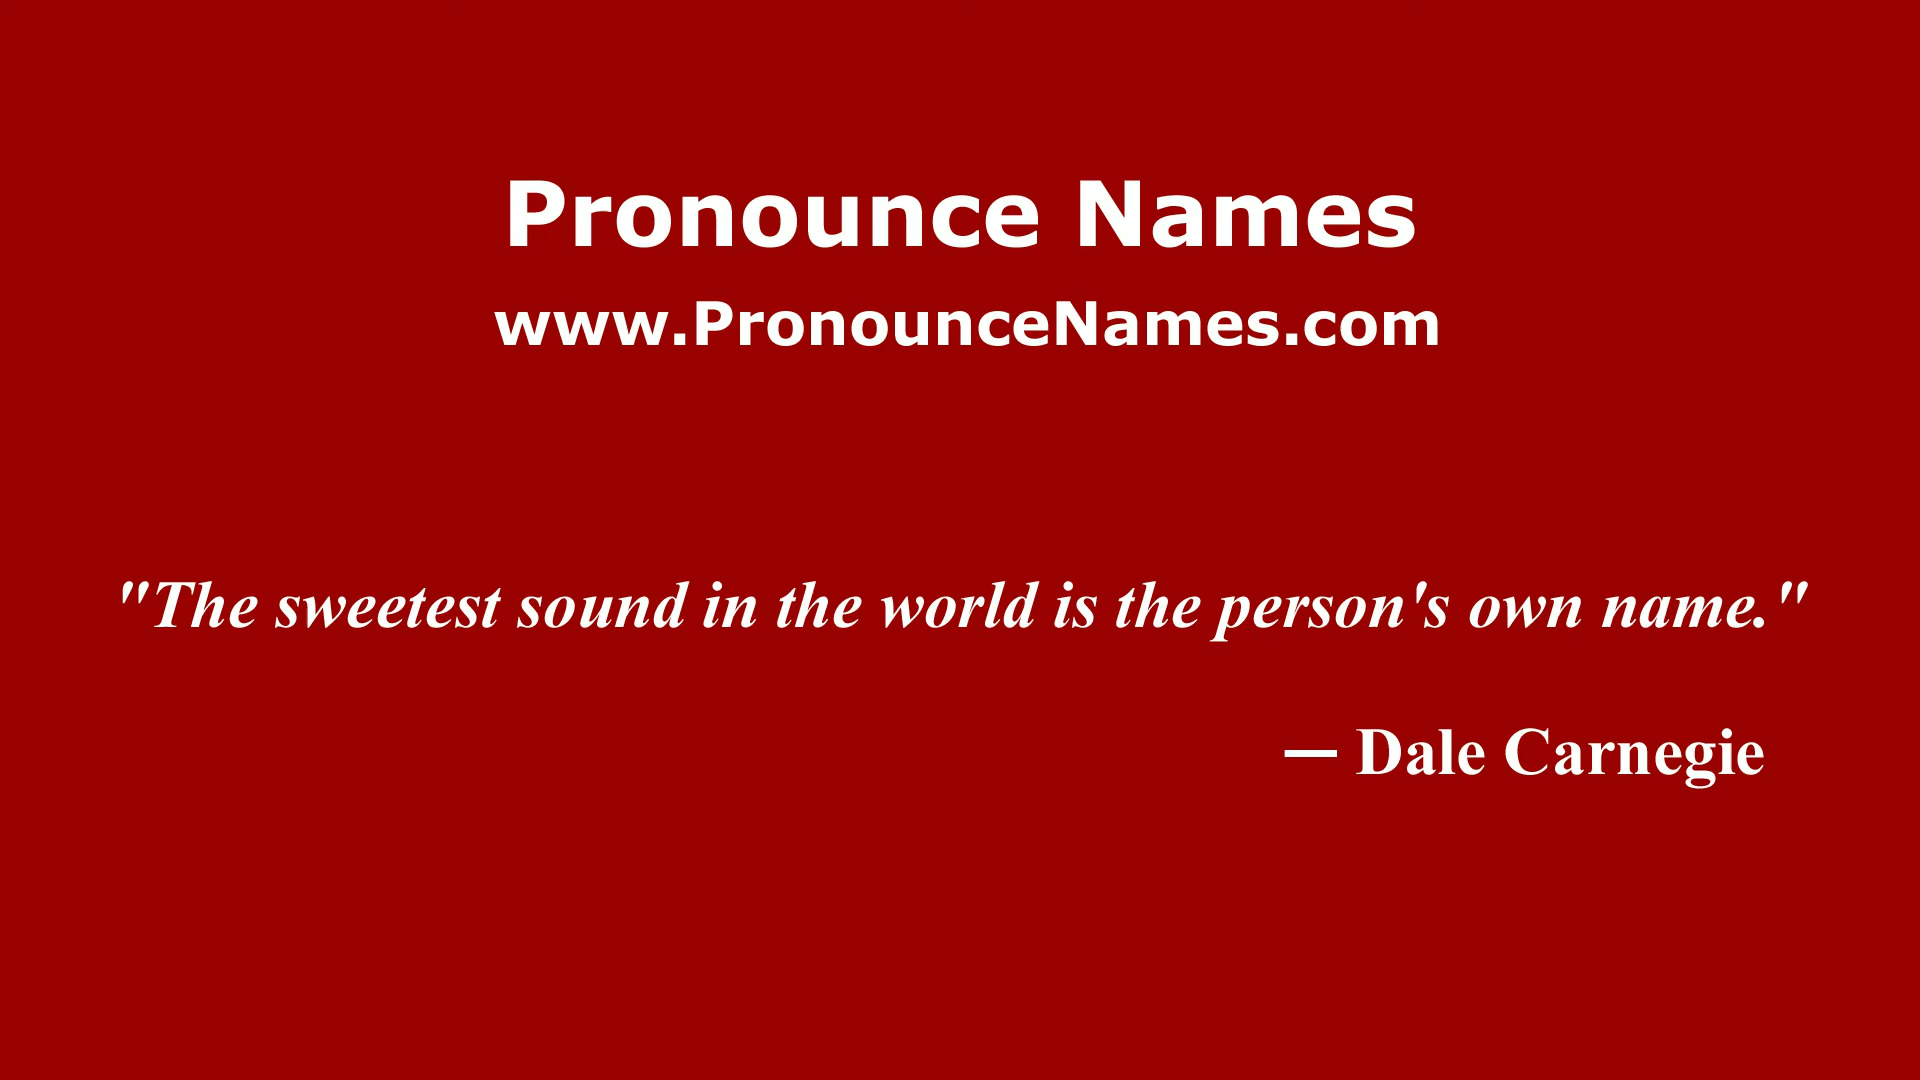 Pronounce Names
www.PronounceNames.com
"The sweetest sound in the world is the person's own name."
— Dale Carnegie